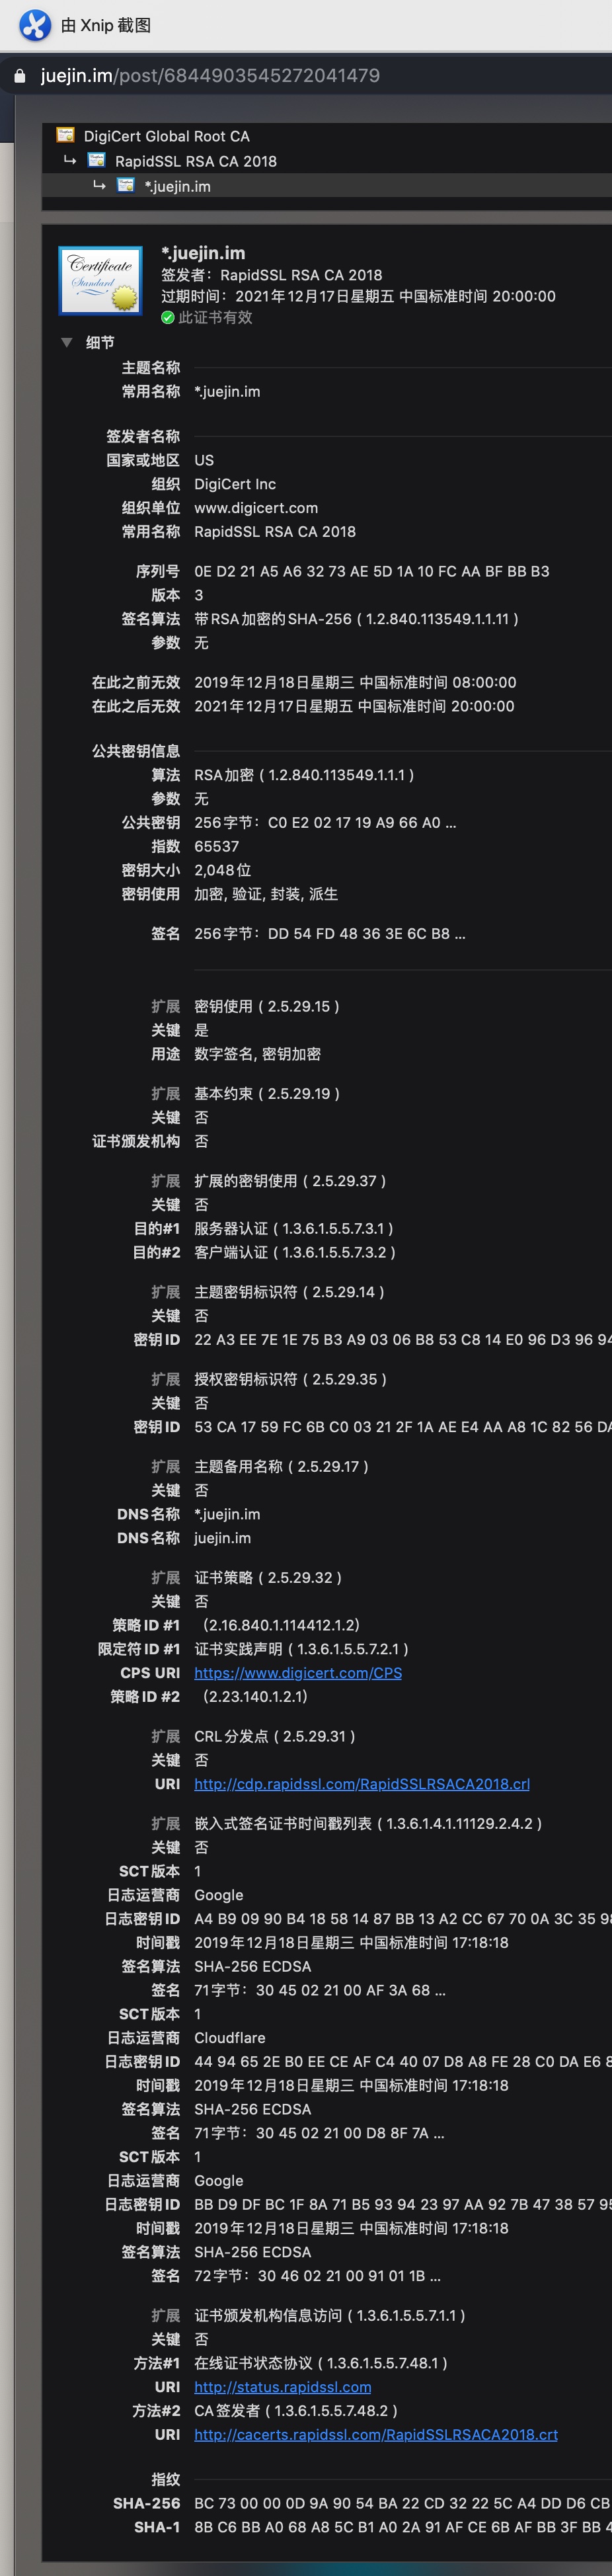 由 Xnip 截图
juejin.im/post/6844903545272041479
DigiCert Global Root CA
RapidSSL RSA CA 2018
*.juejin.im
Certificate
Standard
*.juejin.im
签发者：RapidSSL RSA CA 2018
过期时间：2021年12月17日星期五 中国标准时间 20:00:00
此证书有效
细节
主题名称
常用名称 *.juejin.im
签发者名称
国家或地区 US
组织 DigiCert Inc
组织单位 www.digicert.com
常用名称 RapidSSL RSA CA 2018
序列号 0E D2 21 A5 A6 32 73 AE 5D 1A 10 FC AA BF BB B3
版本 3
签名算法 带RSA加密的SHA-256 ( 1.2.840.113549.1.1.11 )
参数 无
在此之前无效 2019年12月18日星期三 中国标准时间 08:00:00
在此之后无效 2021年12月17日星期五 中国标准时间 20:00:00
公共密钥信息
算法 RSA加密 ( 1.2.840.113549.1.1.1 )
参数 无
公共密钥 256字节：C0 E2 02 17 19 A9 66 A0 ...
指数 65537
密钥大小 2,048位
密钥使用 加密, 验证, 封装, 派生
签名 256字节：DD 54 FD 48 36 3E 6C B8 ...
扩展 密钥使用 ( 2.5.29.15 )
关键 是
用途 数字签名, 密钥加密
扩展 基本约束 ( 2.5.29.19 )
关键 否
证书颁发机构 否
扩展 扩展的密钥使用 ( 2.5.29.37 )
关键 否
目的#1 服务器认证 ( 1.3.6.1.5.5.7.3.1 )
目的#2 客户端认证 ( 1.3.6.1.5.5.7.3.2 )
扩展 主题密钥标识符 ( 2.5.29.14 )
关键 否
密钥ID 22 A3 EE 7E 1E 75 B3 A9 03 06 B8 53 C8 14 E0 96 D3 96 94
扩展 授权密钥标识符 ( 2.5.29.35 )
关键 否
密钥ID 53 CA 17 59 FC 6B C0 03 21 2F 1A AE E4 AA A8 1C 82 56 DA
扩展 主题备用名称 ( 2.5.29.17 )
关键 否
DNS名称 *.juejin.im
DNS名称 juejin.im
扩展 证书策略 ( 2.5.29.32 )
关键 否
策略ID #1 （2.16.840.1.114412.1.2）
限定符ID #1 证书实践声明 ( 1.3.6.1.5.5.7.2.1 )
CPS URI https://www.digicert.com/CPS
策略ID #2 （2.23.140.1.2.1）
扩展 CRL分发点 ( 2.5.29.31 )
关键 否
URI http://cdp.rapidssl.com/RapidSSLRSACA2018.crl
扩展 嵌入式签名证书时间戳列表 ( 1.3.6.1.4.1.11129.2.4.2 )
关键 否
SCT版本 1
日志运营商 Google
日志密钥ID A4 B9 09 90 B4 18 58 14 87 BB 13 A2 CC 67 70 0A 3C 35 98
时间戳 2019年12月18日星期三 中国标准时间 17:18:18
签名算法 SHA-256 ECDSA
签名 71字节：30 45 02 21 00 AF 3A 68 ...
SCT版本 1
日志运营商 Cloudflare
日志密钥ID 44 94 65 2E B0 EE CE AF C4 40 07 D8 A8 FE 28 C0 DA E6
时间戳 2019年12月18日星期三 中国标准时间 17:18:18
签名算法 SHA-256 ECDSA
签名 71字节：30 45 02 21 00 D8 8F 7A ...
SCT版本 1
日志运营商 Google
日志密钥ID BB D9 DF BC 1F 8A 71 B5 93 94 23 97 AA 92 7B 47 38 57 95
时间戳 2019年12月18日星期三 中国标准时间 17:18:18
签名算法 SHA-256 ECDSA
签名 72字节：30 46 02 21 00 91 01 1B ...
扩展 证书颁发机构信息访问 ( 1.3.6.1.5.5.7.1.1 )
关键 否
方法#1 在线证书状态协议 ( 1.3.6.1.5.5.7.48.1 )
URI http://status.rapidssl.com
方法#2 CA签发者 ( 1.3.6.1.5.5.7.48.2 )
URI http://cacerts.rapidssl.com/RapidSSLRSACA2018.crt
指纹
SHA-256 BC 73 00 00 0D 9A 90 54 BA 22 CD 32 22 5C A4 DD D6 CB
SHA-1 8B C6 BB A0 68 A8 5C B1 A0 2A 91 AF CE 6B AF BB 3F BB